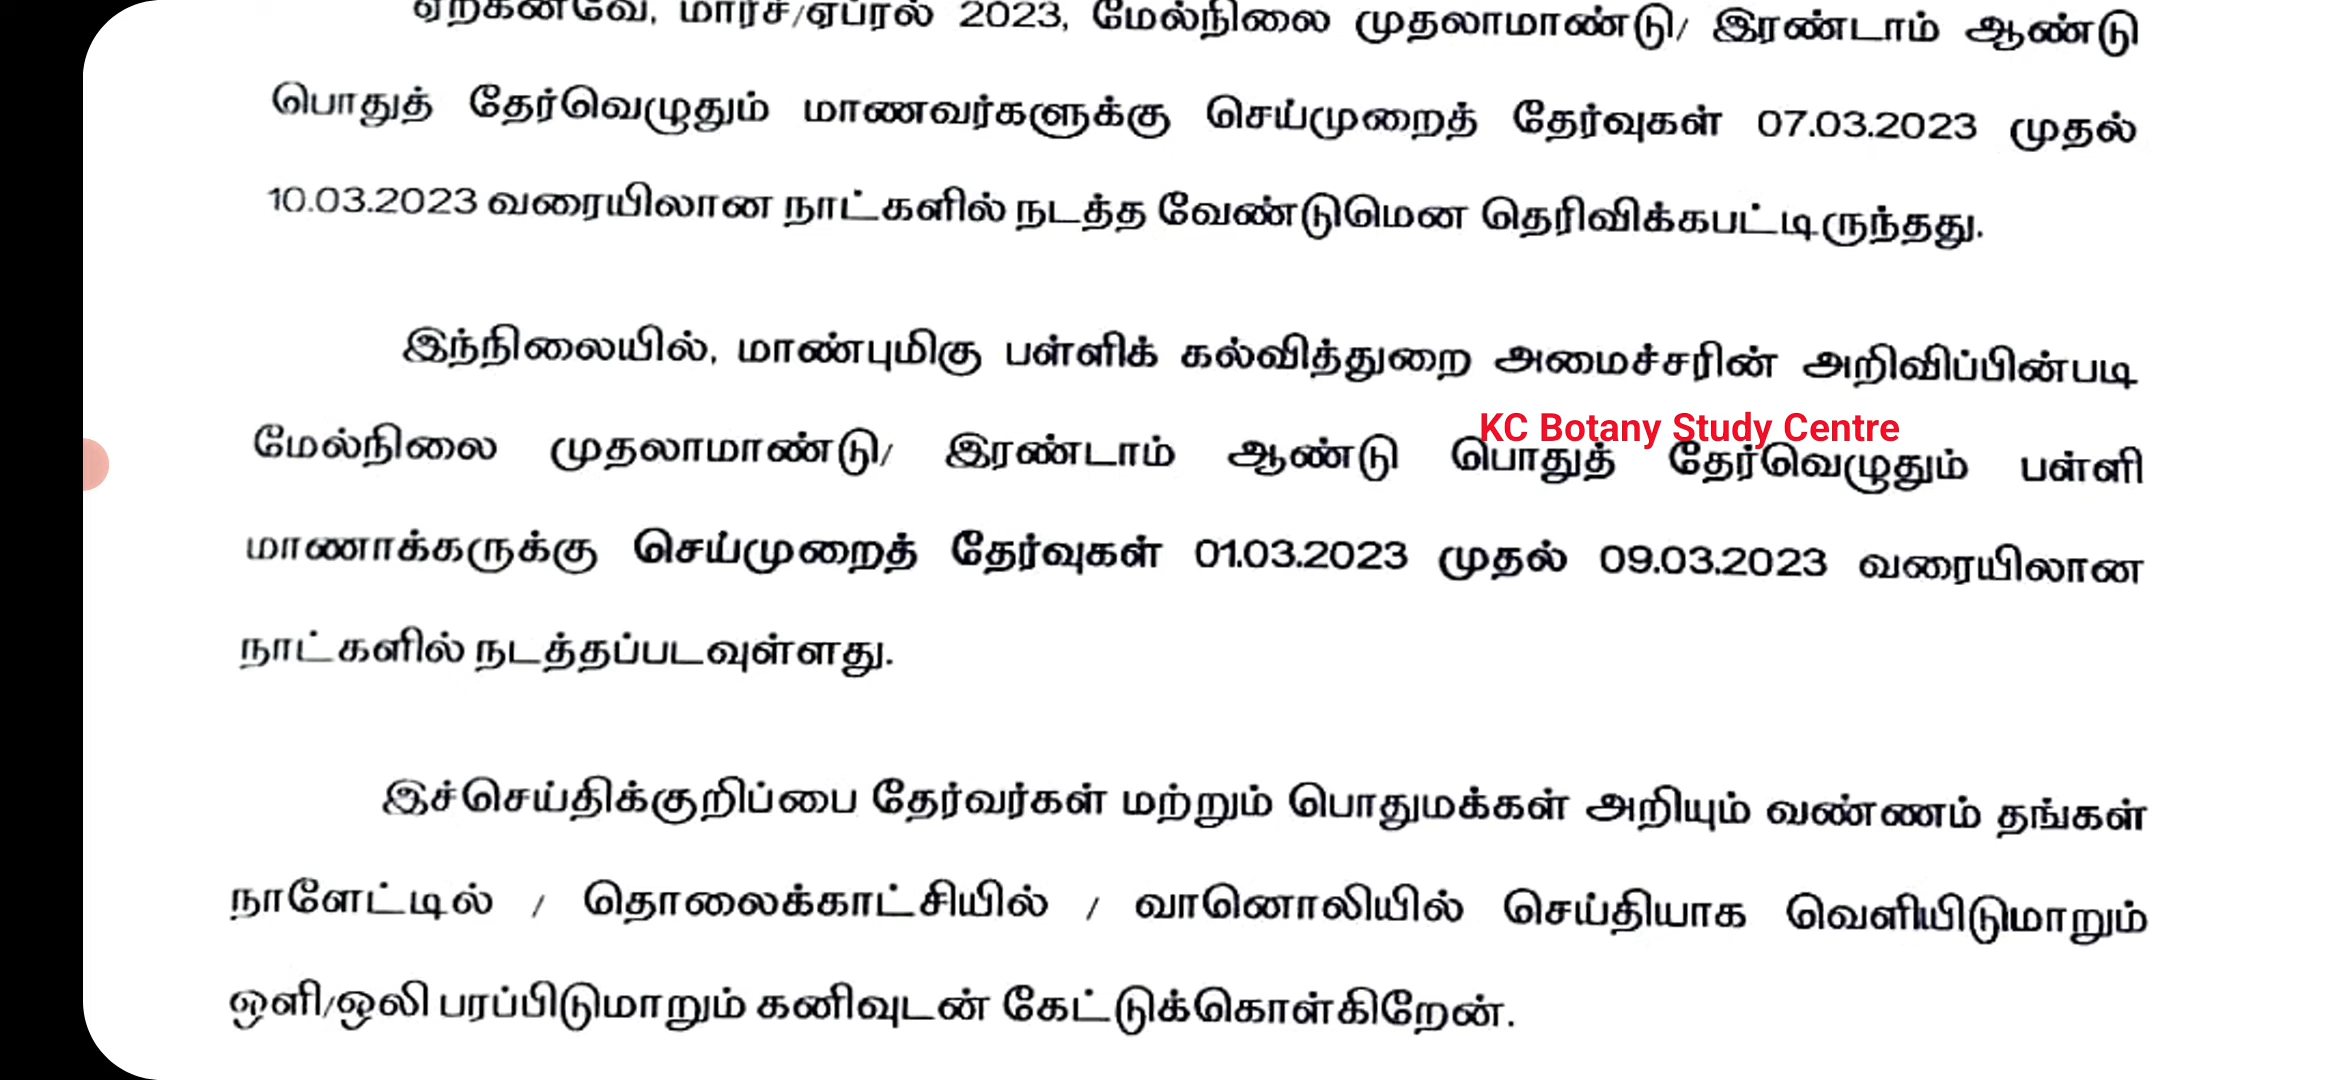 ஏற்கனவே, மார்ச்/ஏப்ரல் 2023, மேல்நிலை முதலாமாண்டு/ இரண்டாம் ஆண்டு
பொதுத் தேர்வெழுதும் மாணவர்களுக்கு செய்முறைத் தேர்வுகள் 07.03.2023 முதல்
10.03.2023 வரையிலான நாட்களில் நடத்த வேண்டுமென தெரிவிக்கபட்டிருந்தது.
இந்நிலையில், மாண்புமிகு பள்ளிக் கல்வித்துறை அமைச்சரின் அறிவிப்பின்படி
KC Botany Study Centre
மேல்நிலை முதலாமாண்டு/ இரண்டாம் ஆண்டு பொதுத் தேர்வெழுதும் பள்ளி
மாணாக்கருக்கு செய்முறைத் தேர்வுகள் 01.03.2023 முதல் 09.03.2023 வரையிலான
நாட்களில் நடத்தப்படவுள்ளது.
இச்செய்திக்குறிப்பை தேர்வர்கள் மற்றும் பொதுமக்கள் அறியும் வண்ணம் தங்கள்
நாளேட்டில் / தொலைக்காட்சியில் / வானொலியில் செய்தியாக வெளியிடுமாறும்
ஒளி/ஒலி பரப்பிடுமாறும் கனிவுடன் கேட்டுக்கொள்கிறேன்.